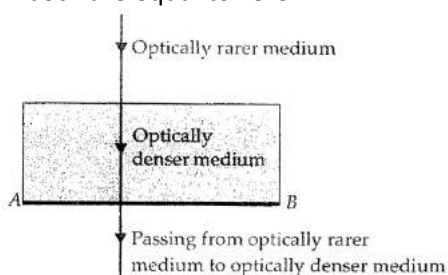 Optically rarer medium
Optically
denser medium
A
B
Passing from optically rarer
medium to optically denser medium